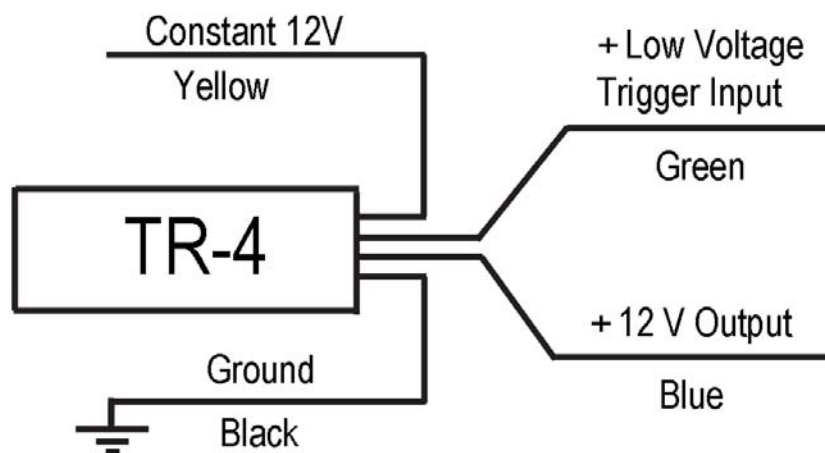 Constant 12V
Yellow
+ Low Voltage
Trigger Input
Green
TR-4
+ 12 V Output
Blue
Ground
Black